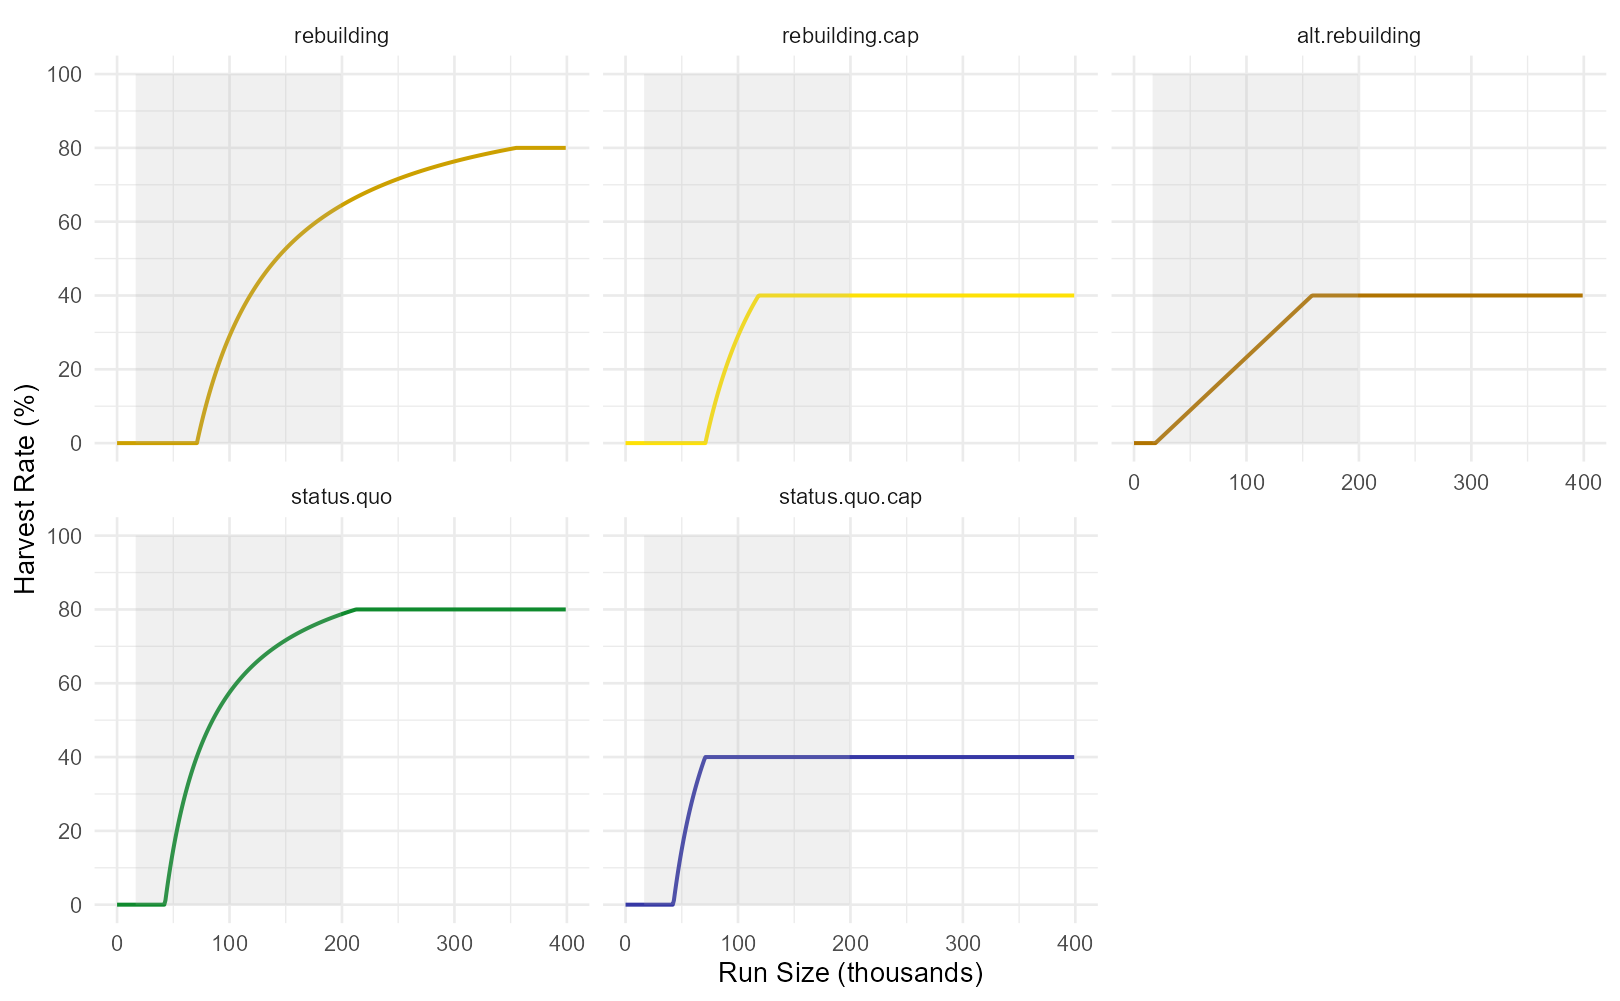 rebuilding
rebuilding.cap
alt.rebuilding
100
80
60
40
20
0
0 100 200 300 400
Harvest Rate (%)
status.quo
status.quo.cap
100
80
60
40
20
0
0 100 200 300 400
0 100 200 300 400
Run Size (thousands)